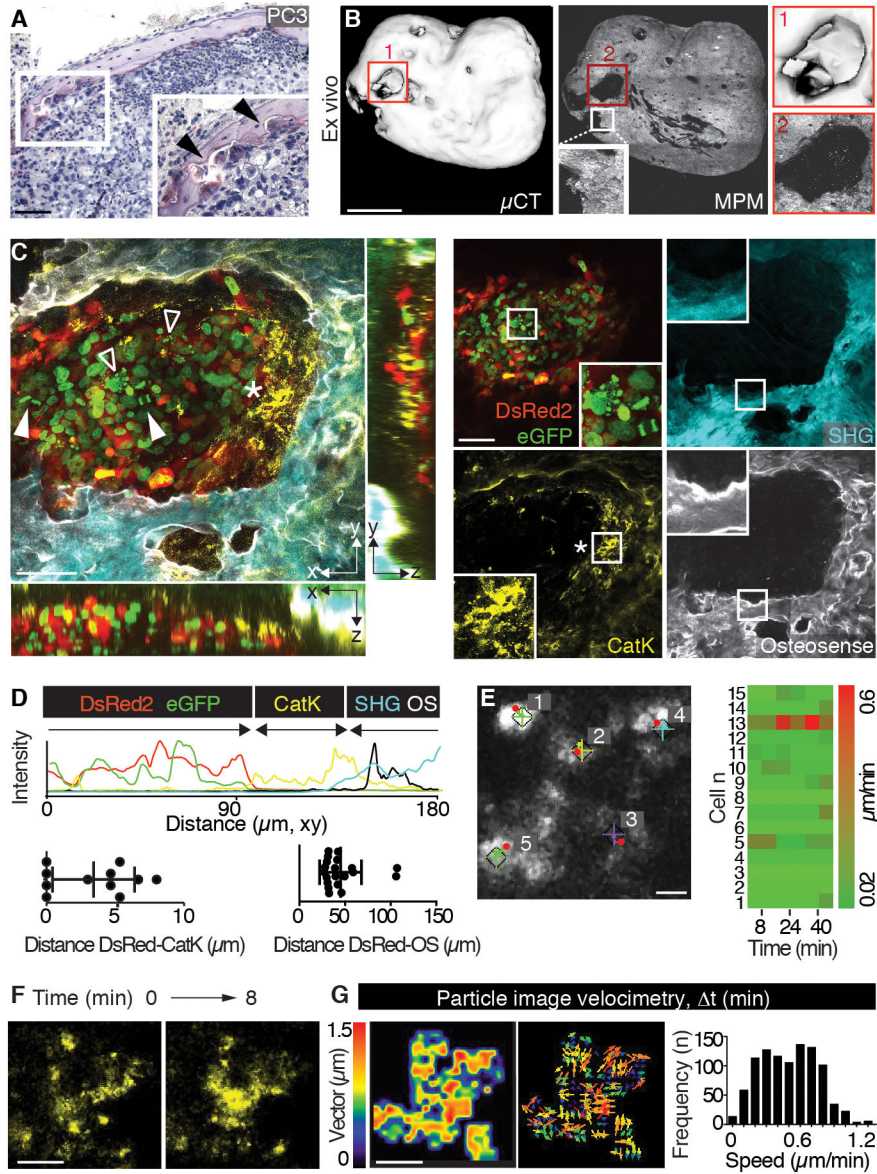 A
PC3
B
Ex vivo
1
µCT
2
MPM
1
2
C
y
x
y
z
x
z
DsRed2
eGFP
SHG
CatK
Osteosense
D
DsRed2 eGFP CatK SHG OS
Intensity
0 90 180
Distance (µm, xy)
0 5 10
Distance DsRed-CatK (µm)
0 50 100 150
Distance DsRed-OS (µm)
E
1
2
4
3
5
Cell n
15
14
13
12
11
10
9
8
7
6
5
4
3
2
1
8 24 40
Time (min)
0.6
µm/min
0.02
F Time (min) 0 8
G Particle image velocimetry, Δt (min)
1.5
Vector (µm)
0
Frequency (n)
150
100
50
0
0 0.6 1.2
Speed (µm/min)